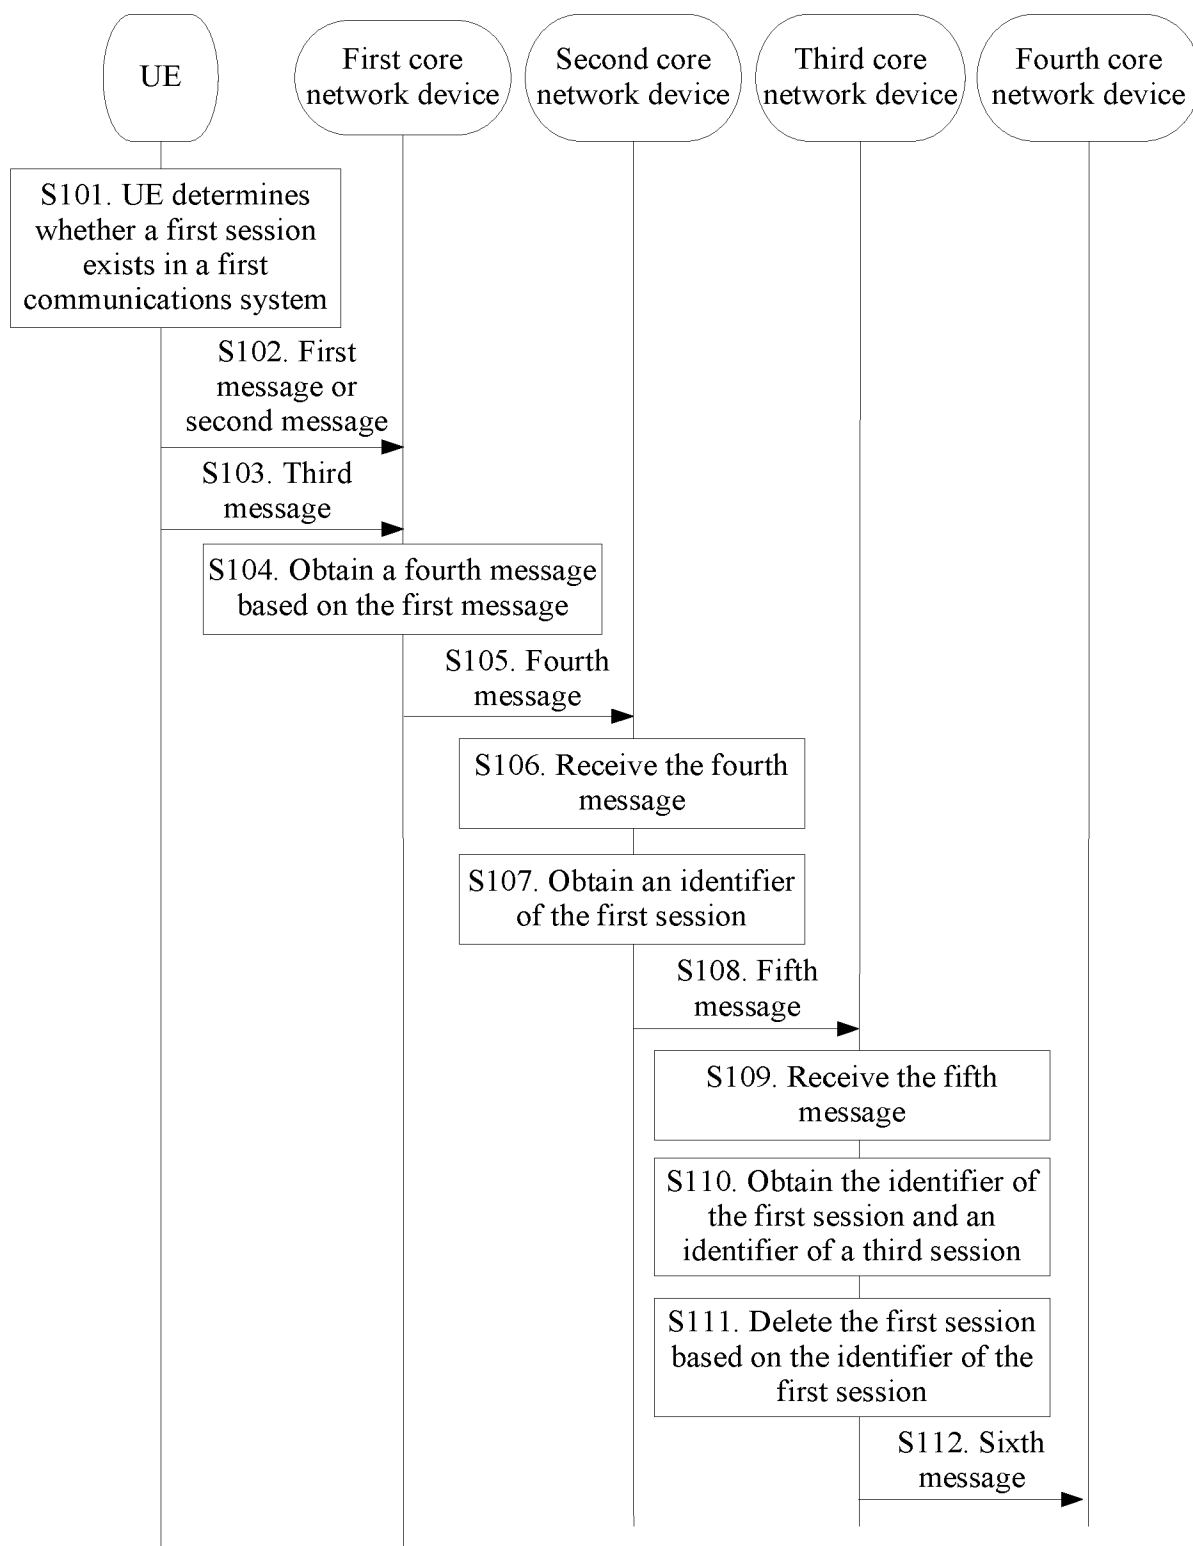 UE
First core
network device
Second core
network device
Third core
network device
Fourth core
network device
S101. UE determines
whether a first session
exists in a first
communications system
S102. First
message or
second message
S103. Third
message
S104. Obtain a fourth message
based on the first message
S105. Fourth
message
S106. Receive the fourth
message
S107. Obtain an identifier
of the first session
S108. Fifth
message
S109. Receive the fifth
message
S110. Obtain the identifier of
the first session and an
identifier of a third session
S111. Delete the first session
based on the identifier of the
first session
S112. Sixth
message